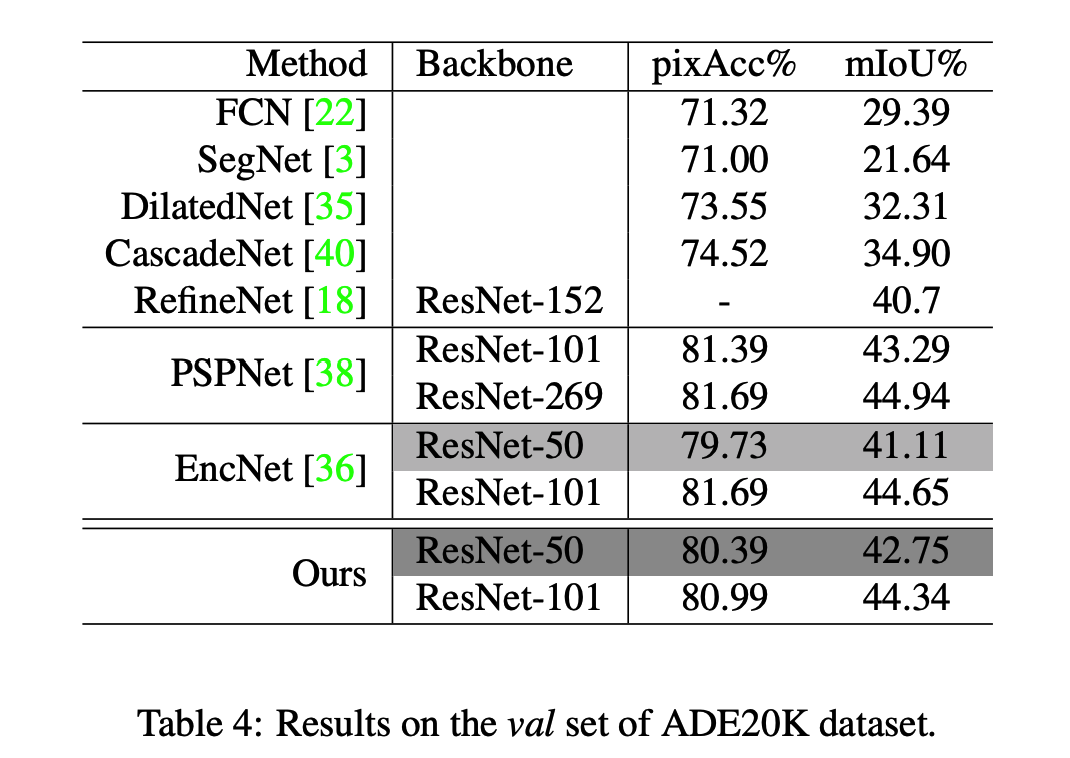 Method Backbone pixAcc% mIoU%
FCN [22] 71.32 29.39
SegNet [3] 71.00 21.64
DilatedNet [35] 73.55 32.31
CascadeNet [40] 74.52 34.90
RefineNet [18] ResNet-152 - 40.7
PSPNet [38] ResNet-101 81.39 43.29
ResNet-269 81.69 44.94
EncNet [36] ResNet-50 79.73 41.11
ResNet-101 81.69 44.65
Ours ResNet-50 80.39 42.75
ResNet-101 80.99 44.34
Table 4: Results on the val set of ADE20K dataset.